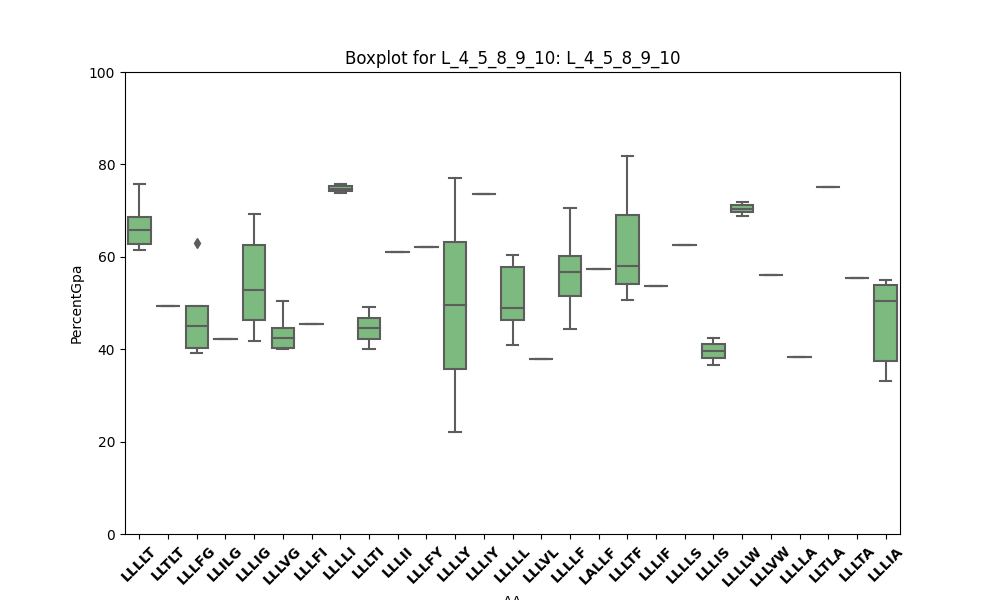 Boxplot for L_4_5_8_9_10: L_4_5_8_9_10
100
80
60
40
20
0
PercentGpa
LLLLT LLTLT LLLFG LLILG LLLIG LLLVG LLLFI LLLLI LLLTI LLLII LLLFY LLLLY LLLIY LLLLL LLLVL LLLLF LALLF LLLTF LLLIF LLLLS LLLIS LLLLW LLLVW LLLLA LLTLA LLLTA LLLIA
AA